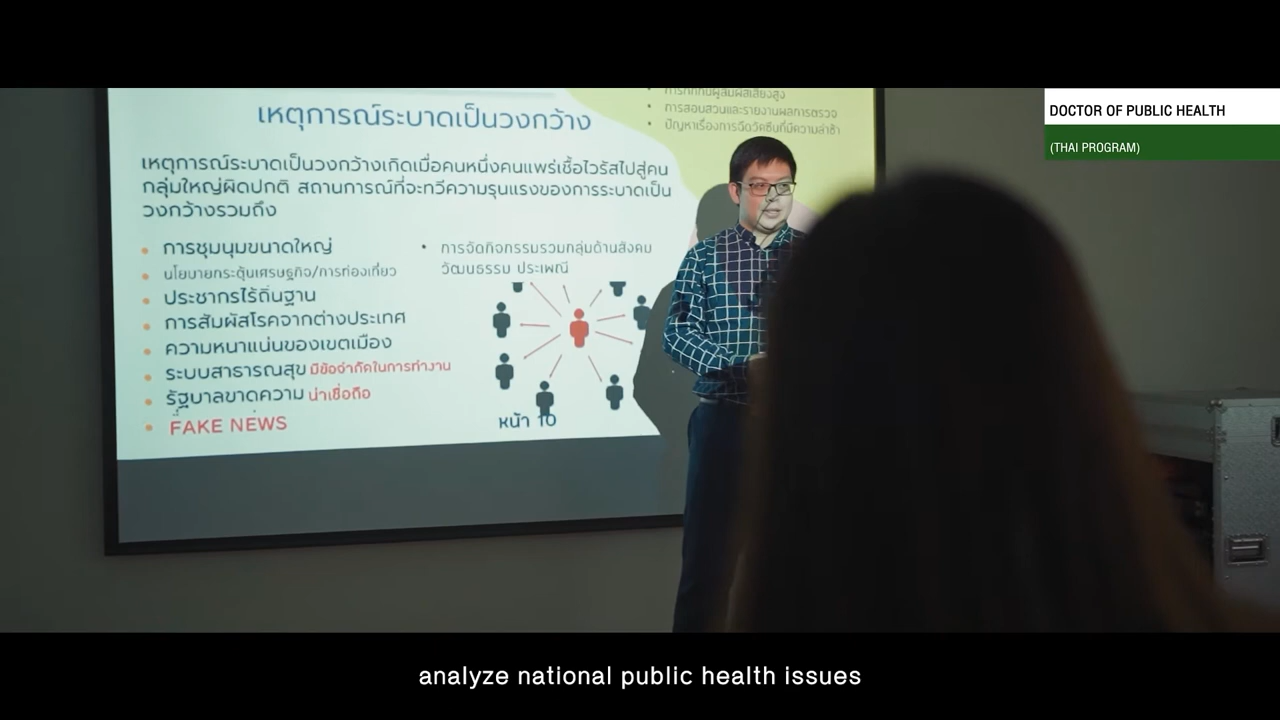 DOCTOR OF PUBLIC HEALTH
(THAI PROGRAM)
เหตุการณ์ระบาดเป็นวงกว้าง
เหตุการณ์ระบาดเป็นวงกว้างเกิดเมื่อคนหนึ่งคนแพร่เชื้อไวรัสไปสู่คน
กลุ่มใหญ่ผิดปกติ สถานการณ์ที่จะทวีความรุนแรงของการระบาดเป็น
วงกว้างรวมถึง
• การชุมนุมขนาดใหญ่
• นโยบายกระตุ้นเศรษฐกิจ/การท่องเที่ยว
• ประชากรไร้ถิ่นฐาน
• การสัมผัสโรคจากต่างประเทศ
• ความหนาแน่นของเขตเมือง
• ระบบสาธารณสุข มีข้อจำกัดในการทำงาน
• รัฐบาลขาดความ น่าเชื่อถือ
• FAKE NEWS
• การจัดกิจกรรมรวมกลุ่มด้านสังคม
วัฒนธรรม ประเพณี
หน้า 10
• การสอบสวนและรายงานผลการตรวจ
• ปัญหาเรื่องการฉีดวัคซีนที่มีความล่าช้า
analyze national public health issues